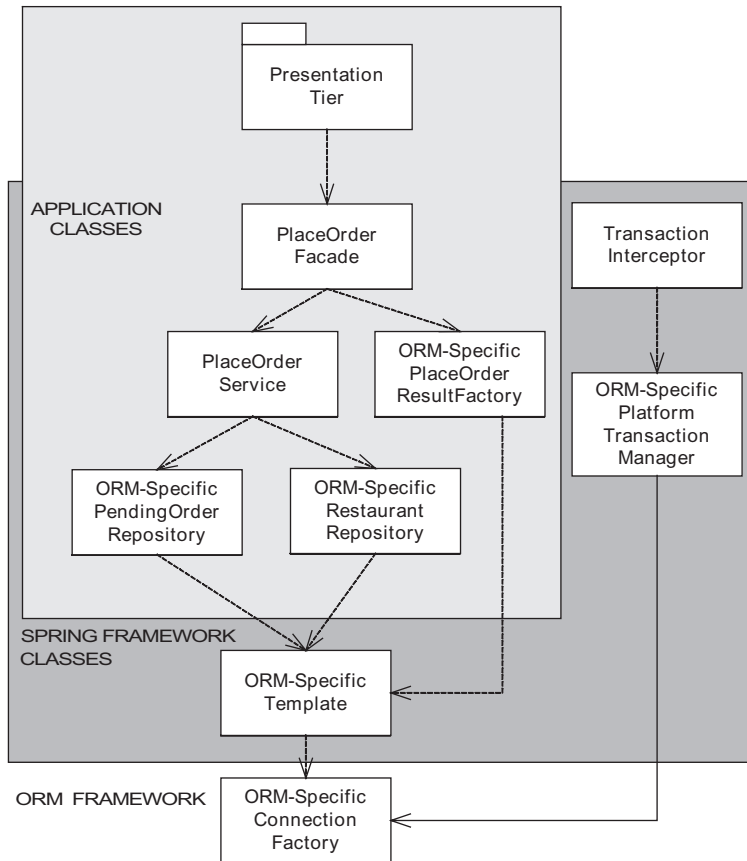 Presentation
Tier
APPLICATION
CLASSES
PlaceOrder
Facade
Transaction
Interceptor
PlaceOrder
Service
ORM-Specific
PlaceOrder
ResultFactory
ORM-Specific
Platform
Transaction
Manager
ORM-Specific
PendingOrder
Repository
ORM-Specific
Restaurant
Repository
SPRING FRAMEWORK
CLASSES
ORM-Specific
Template
ORM FRAMEWORK
ORM-Specific
Connection
Factory